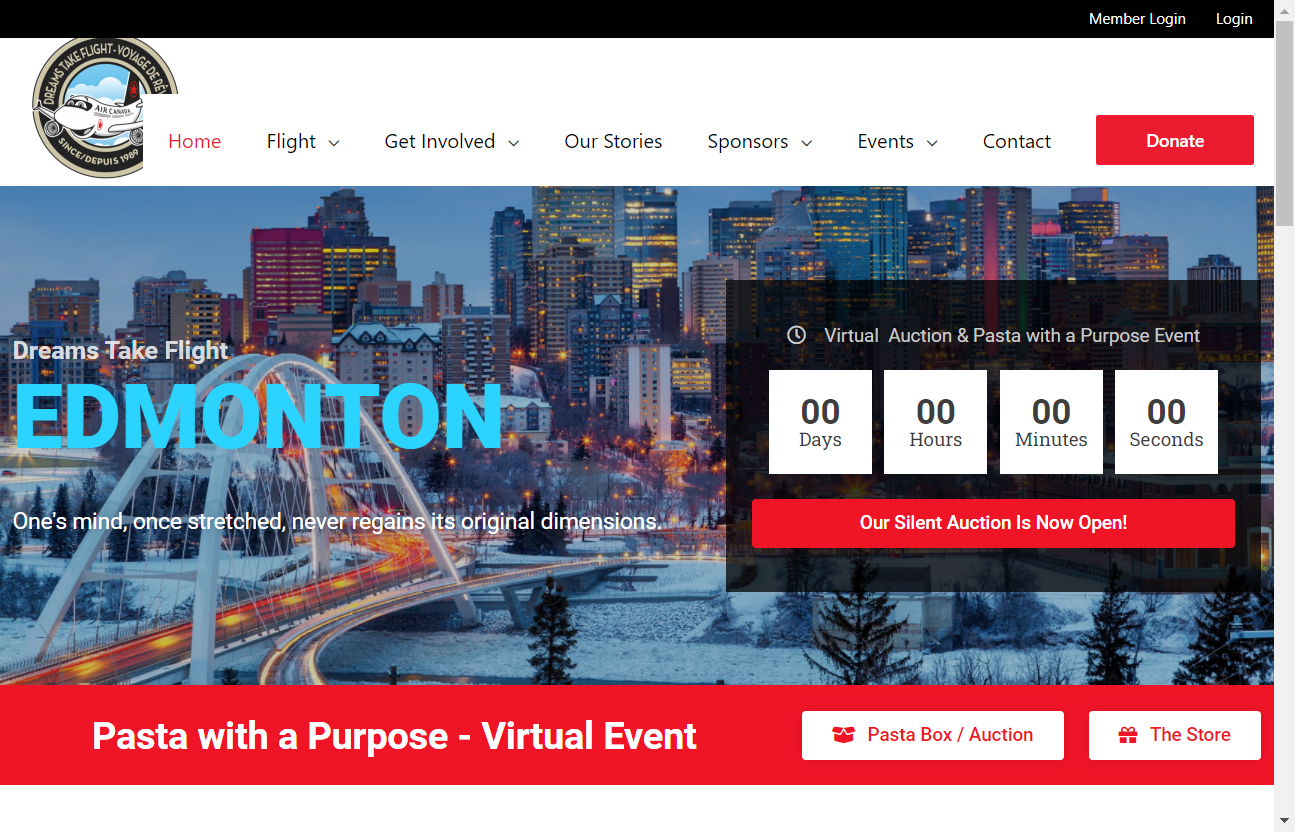 Member Login
Login
DREAMS TAKE FLIGHT - VOYAGE DE RÊ
AIR CANADA
SINCE/DEPUIS 1989
Home
Flight
Get Involved
Our Stories
Sponsors
Events
Contact
Donate
Dreams Take Flight
EDMONTON
One's mind, once stretched, never regains its original dimensions.
Virtual Auction & Pasta with a Purpose Event
00
Days
00
Hours
00
Minutes
00
Seconds
Our Silent Auction Is Now Open!
Pasta with a Purpose - Virtual Event
Pasta Box / Auction
The Store